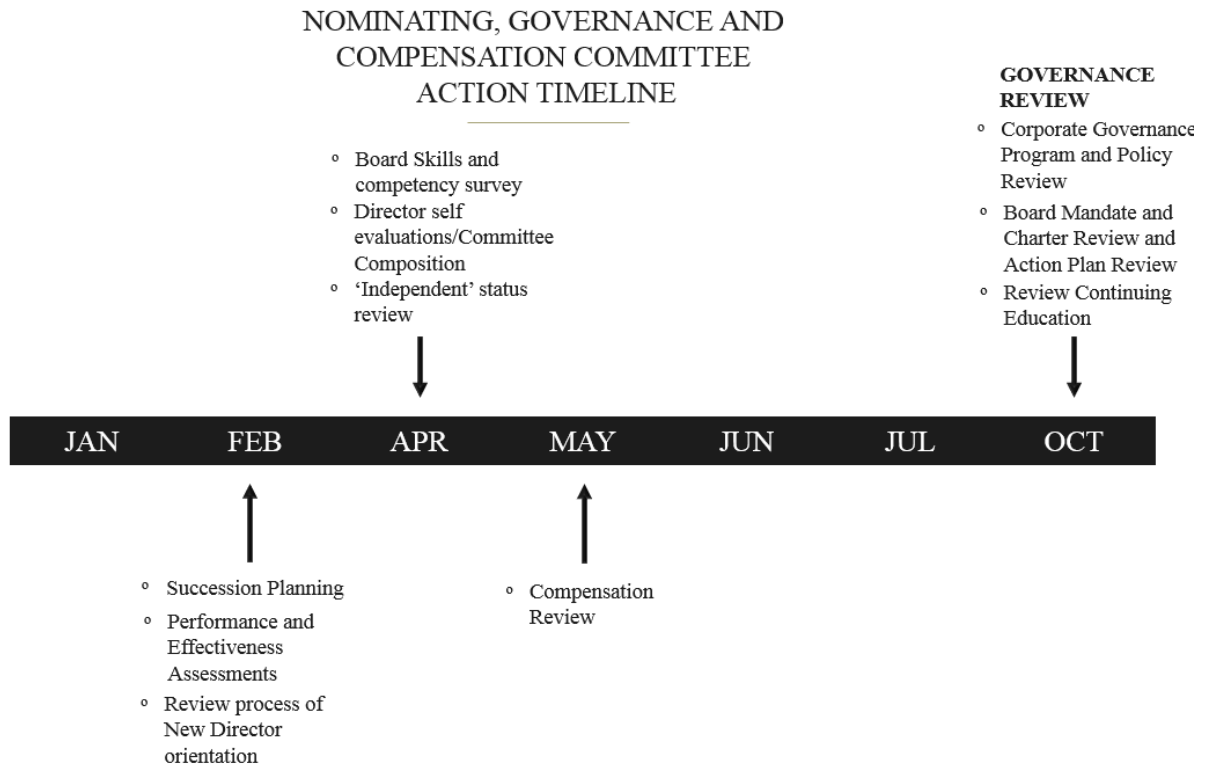 NOMINATING, GOVERNANCE AND
COMPENSATION COMMITTEE
ACTION TIMELINE
GOVERNANCE
REVIEW
o Corporate Governance
Program and Policy
Review
o Board Mandate and
Charter Review and
Action Plan Review
o Review Continuing
Education
o Board Skills and
competency survey
o Director self
evaluations/Committee
Composition
o ‘Independent’ status
review
JAN FEB APR MAY JUN JUL OCT
o Succession Planning
o Performance and
Effectiveness
Assessments
o Review process of
New Director
orientation
o Compensation
Review